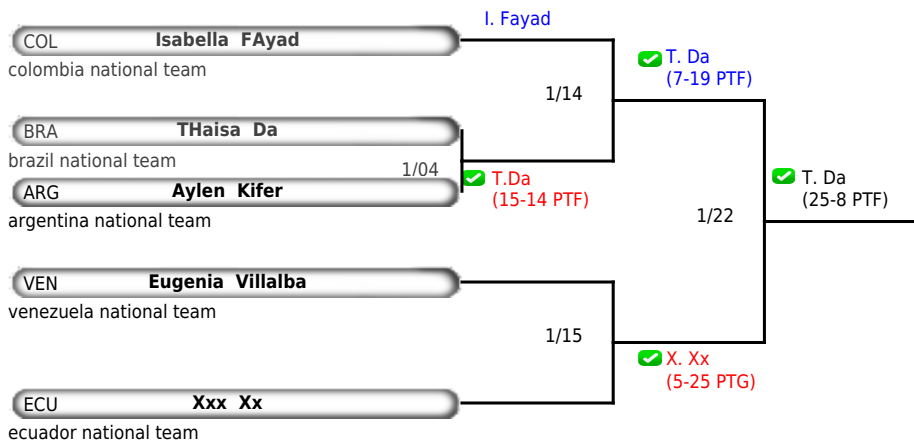 I. Fayad
COL Isabella FAyad
colombia national team
T. Da
(7-19 PTF)
1/14
BRA THaisa Da
brazil national team
1/04
ARG Aylen Kifer
argentina national team
T.Da
(15-14 PTF)
T. Da
(25-8 PTF)
1/22
VEN Eugenia Villalba
venezuela national team
1/15
X. Xx
(5-25 PTG)
ECU Xxx Xx
ecuador national team